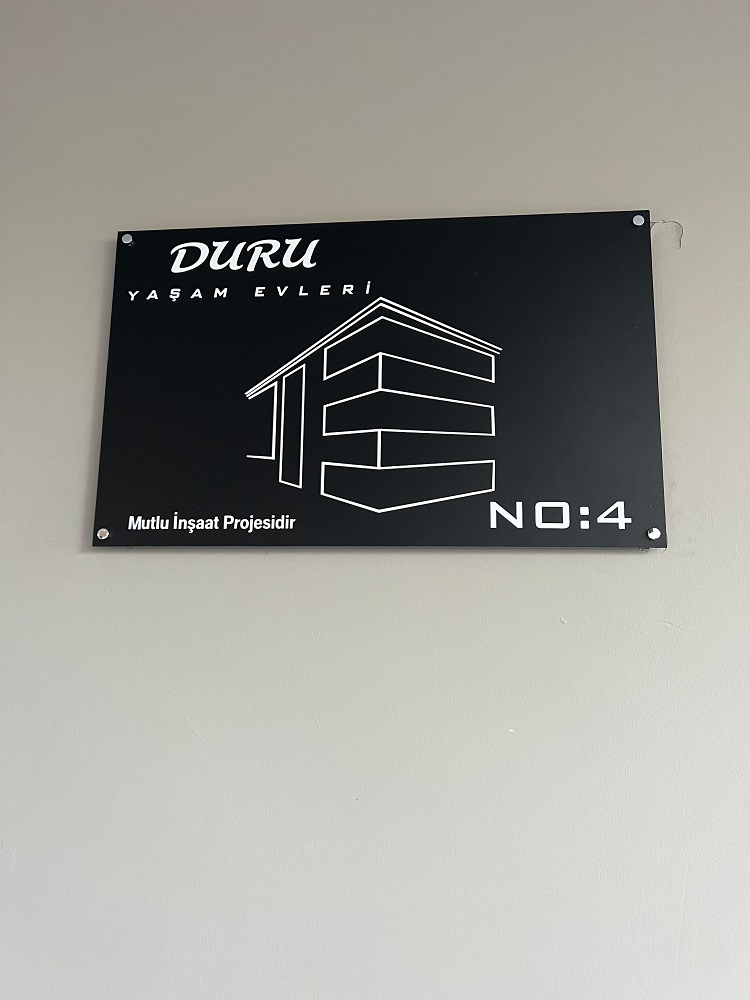 DURU
YAŞAM EVLERİ
Mutlu İnşaat Projesidir
NO:4